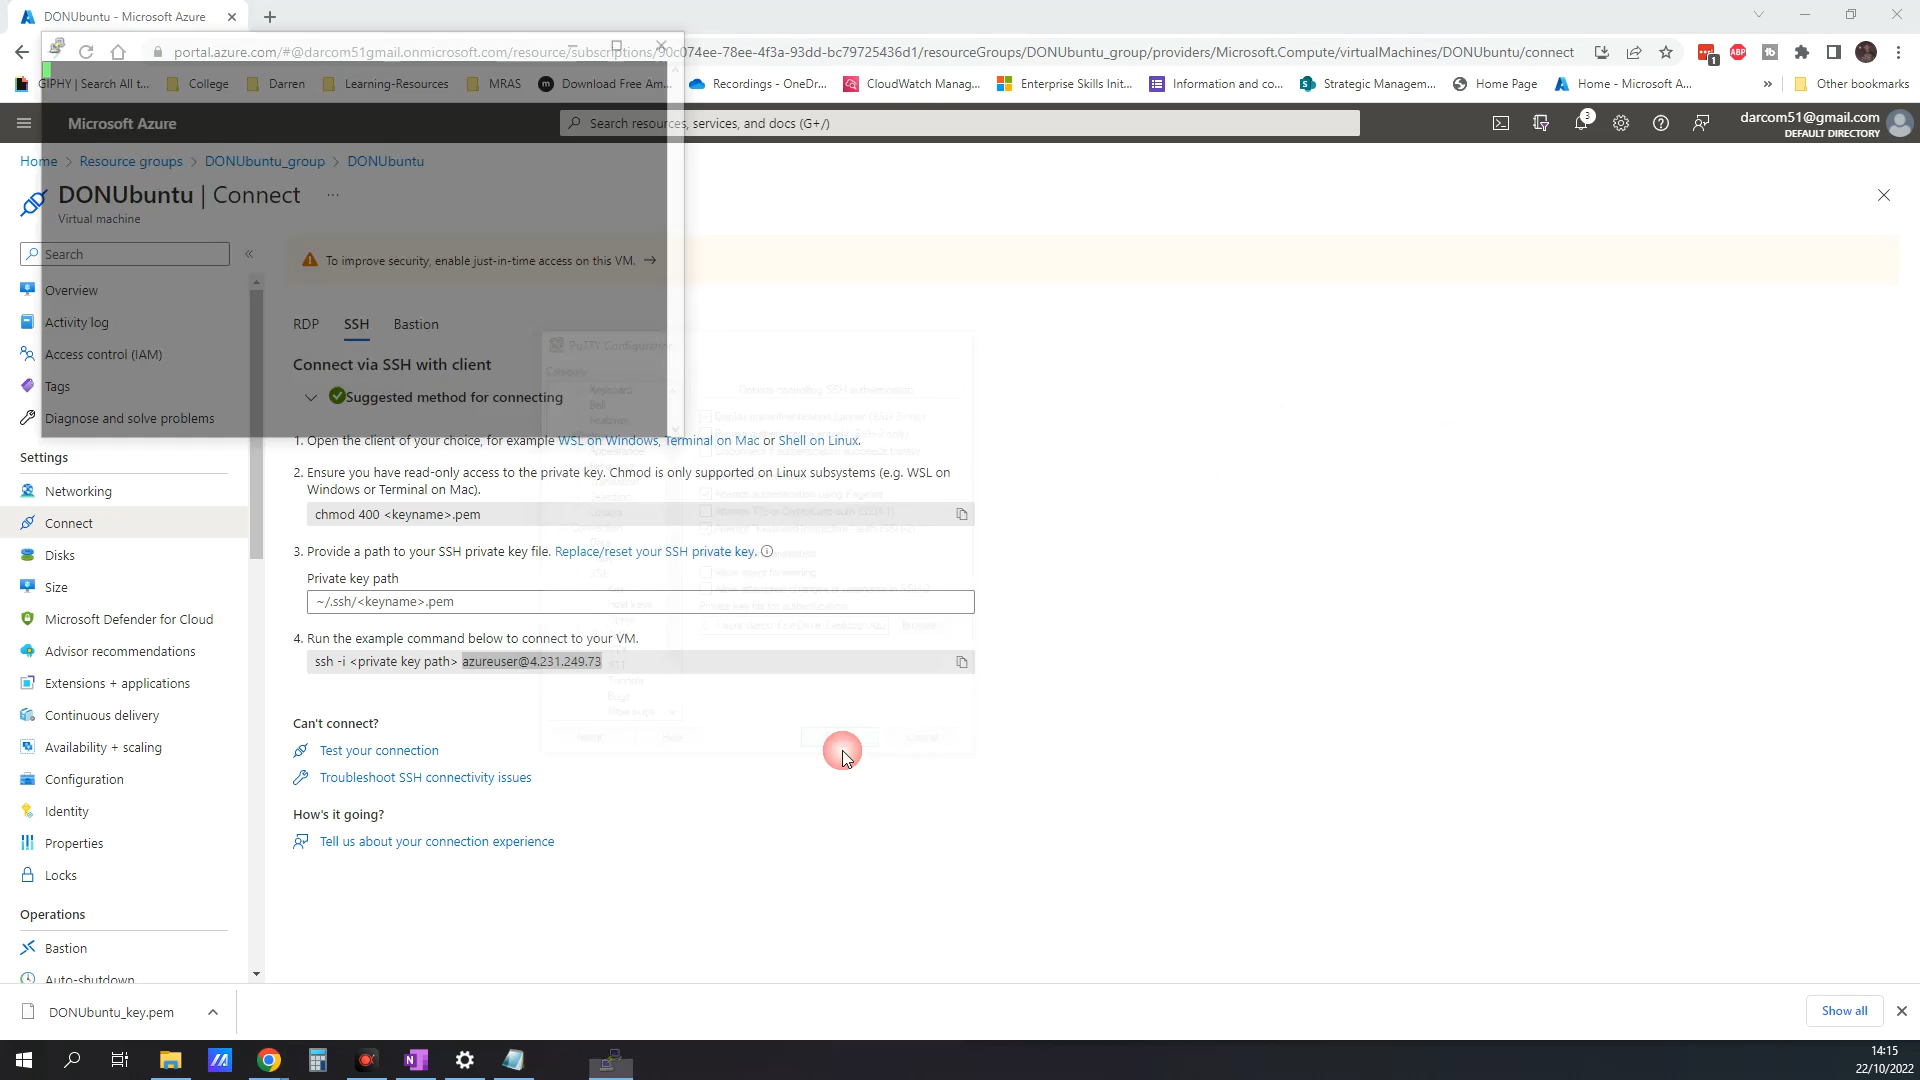 DONUbuntu - Microsoft Azure
portal.azure.com/#@darcom51gmail.onmicrosoft.com/resource/subscriptions/90c074ee-78ee-4f3a-93dd-bc79725436d1/resourceGroups/DONUbuntu_group/providers/Microsoft.Compute/virtualMachines/DONUbuntu/connect
1
GIPHY | Search All t... College Darren Learning-Resources MRAS Download Free Am... Recordings - OneDr... CloudWatch Manag... Enterprise Skills Init... Information and co... Strategic Managem... Home Page Home - Microsoft A... » Other bookmarks
Microsoft Azure
Search resources, services, and docs (G+/)
3
darcom51@gmail.com
DEFAULT DIRECTORY
Home > Resource groups > DONUbuntu_group > DONUbuntu
DONUbuntu | Connect ...
Virtual machine
Search
«
Overview
Activity log
Access control (IAM)
Tags
Diagnose and solve problems
Settings
Networking
Connect
Disks
Size
Microsoft Defender for Cloud
Advisor recommendations
Extensions + applications
Continuous delivery
Availability + scaling
Configuration
Identity
Properties
Locks
Operations
Bastion
Auto-shutdown
To improve security, enable just-in-time access on this VM. →
RDP SSH Bastion
Connect via SSH with client
Suggested method for connecting
1. Open the client of your choice, for example WSL on Windows, Terminal on Mac or Shell on Linux.
2. Ensure you have read-only access to the private key. Chmod is only supported on Linux subsystems (e.g. WSL on
Windows or Terminal on Mac).
chmod 400 <keyname>.pem
3. Provide a path to your SSH private key file. Replace/reset your SSH private key.
Private key path
~/.ssh/<keyname>.pem
4. Run the example command below to connect to your VM.
ssh -i <private key path> azureuser@4.231.249.73
Can't connect?
Test your connection
Troubleshoot SSH connectivity issues
How's it going?
Tell us about your connection experience
PuTTY Configuration
Category:
Keyboard
Bell
Features
DONUbuntu_key.pem
Show all
14:15
22/10/2022